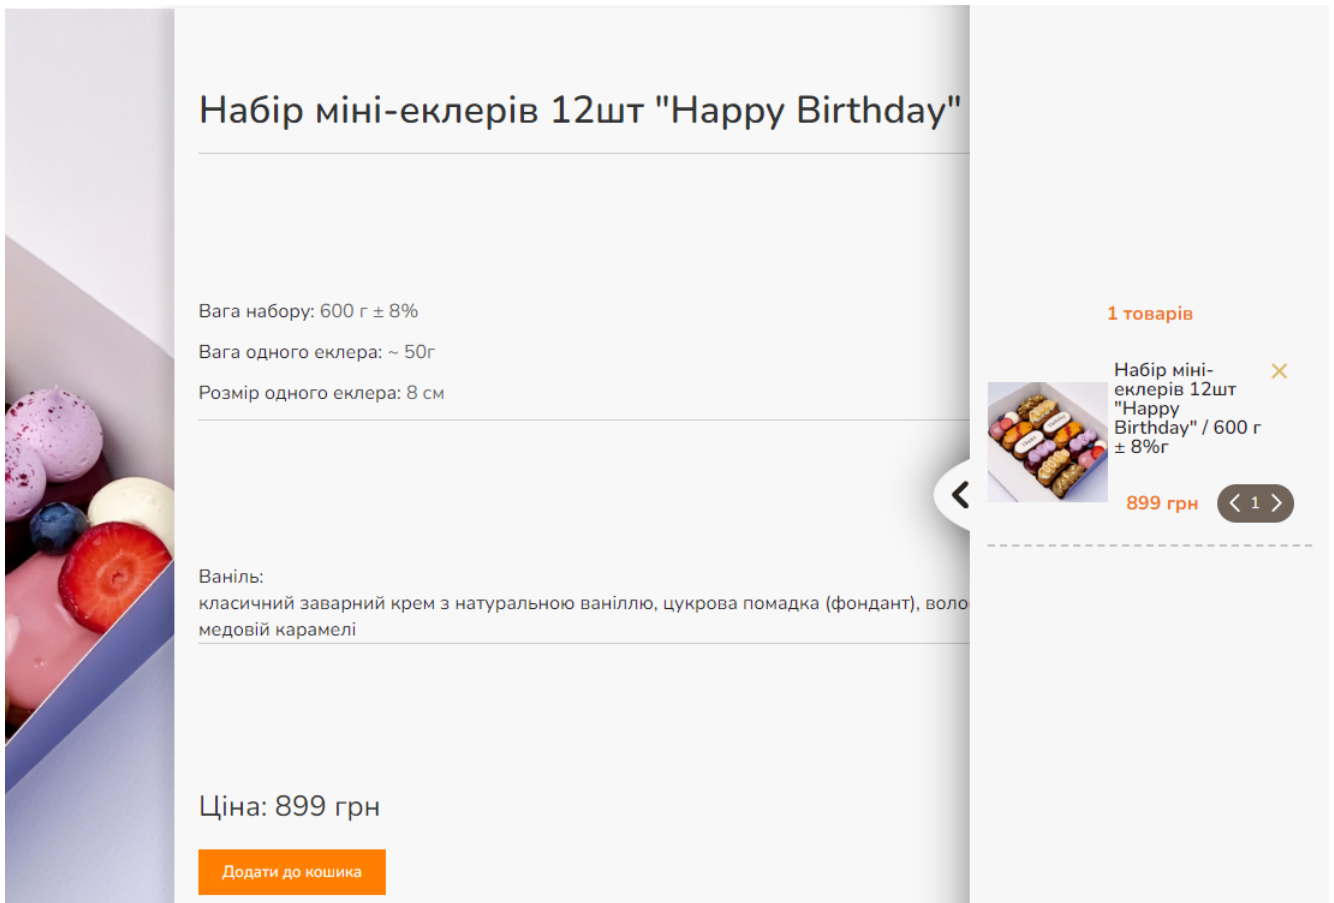 Набір міні-еклерів 12шт "Happy Birthday"
Вага набору: 600 г ± 8%
Вага одного еклера: ~ 50г
Розмір одного еклера: 8 см
Ваніль:
класичний заварний крем з натуральною ваніллю, цукрова помадка (фондант), воло
медовій карамелі
Ціна: 899 грн
Додати до кошика
1 товарів
Набір міні-
еклерів 12шт
"Happy
Birthday" / 600 г
± 8%г
899 грн
1